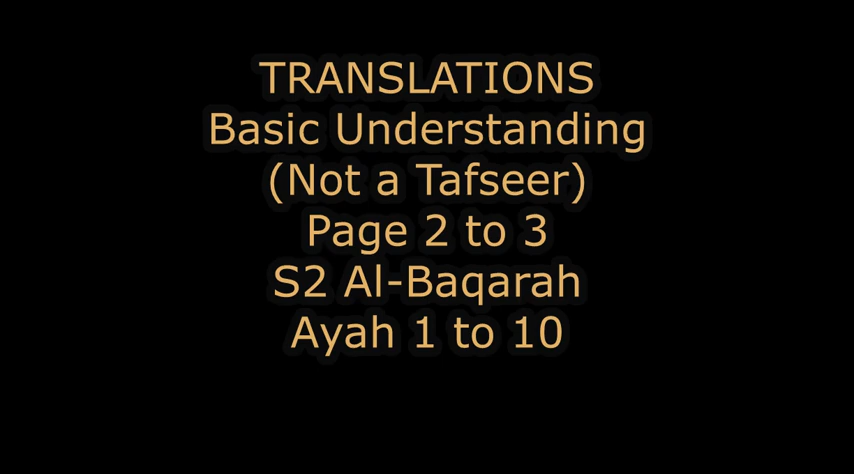 TRANSLATIONS
Basic Understanding
(Not a Tafseer)
Page 2 to 3
S2 Al-Baqarah
Ayah 1 to 10